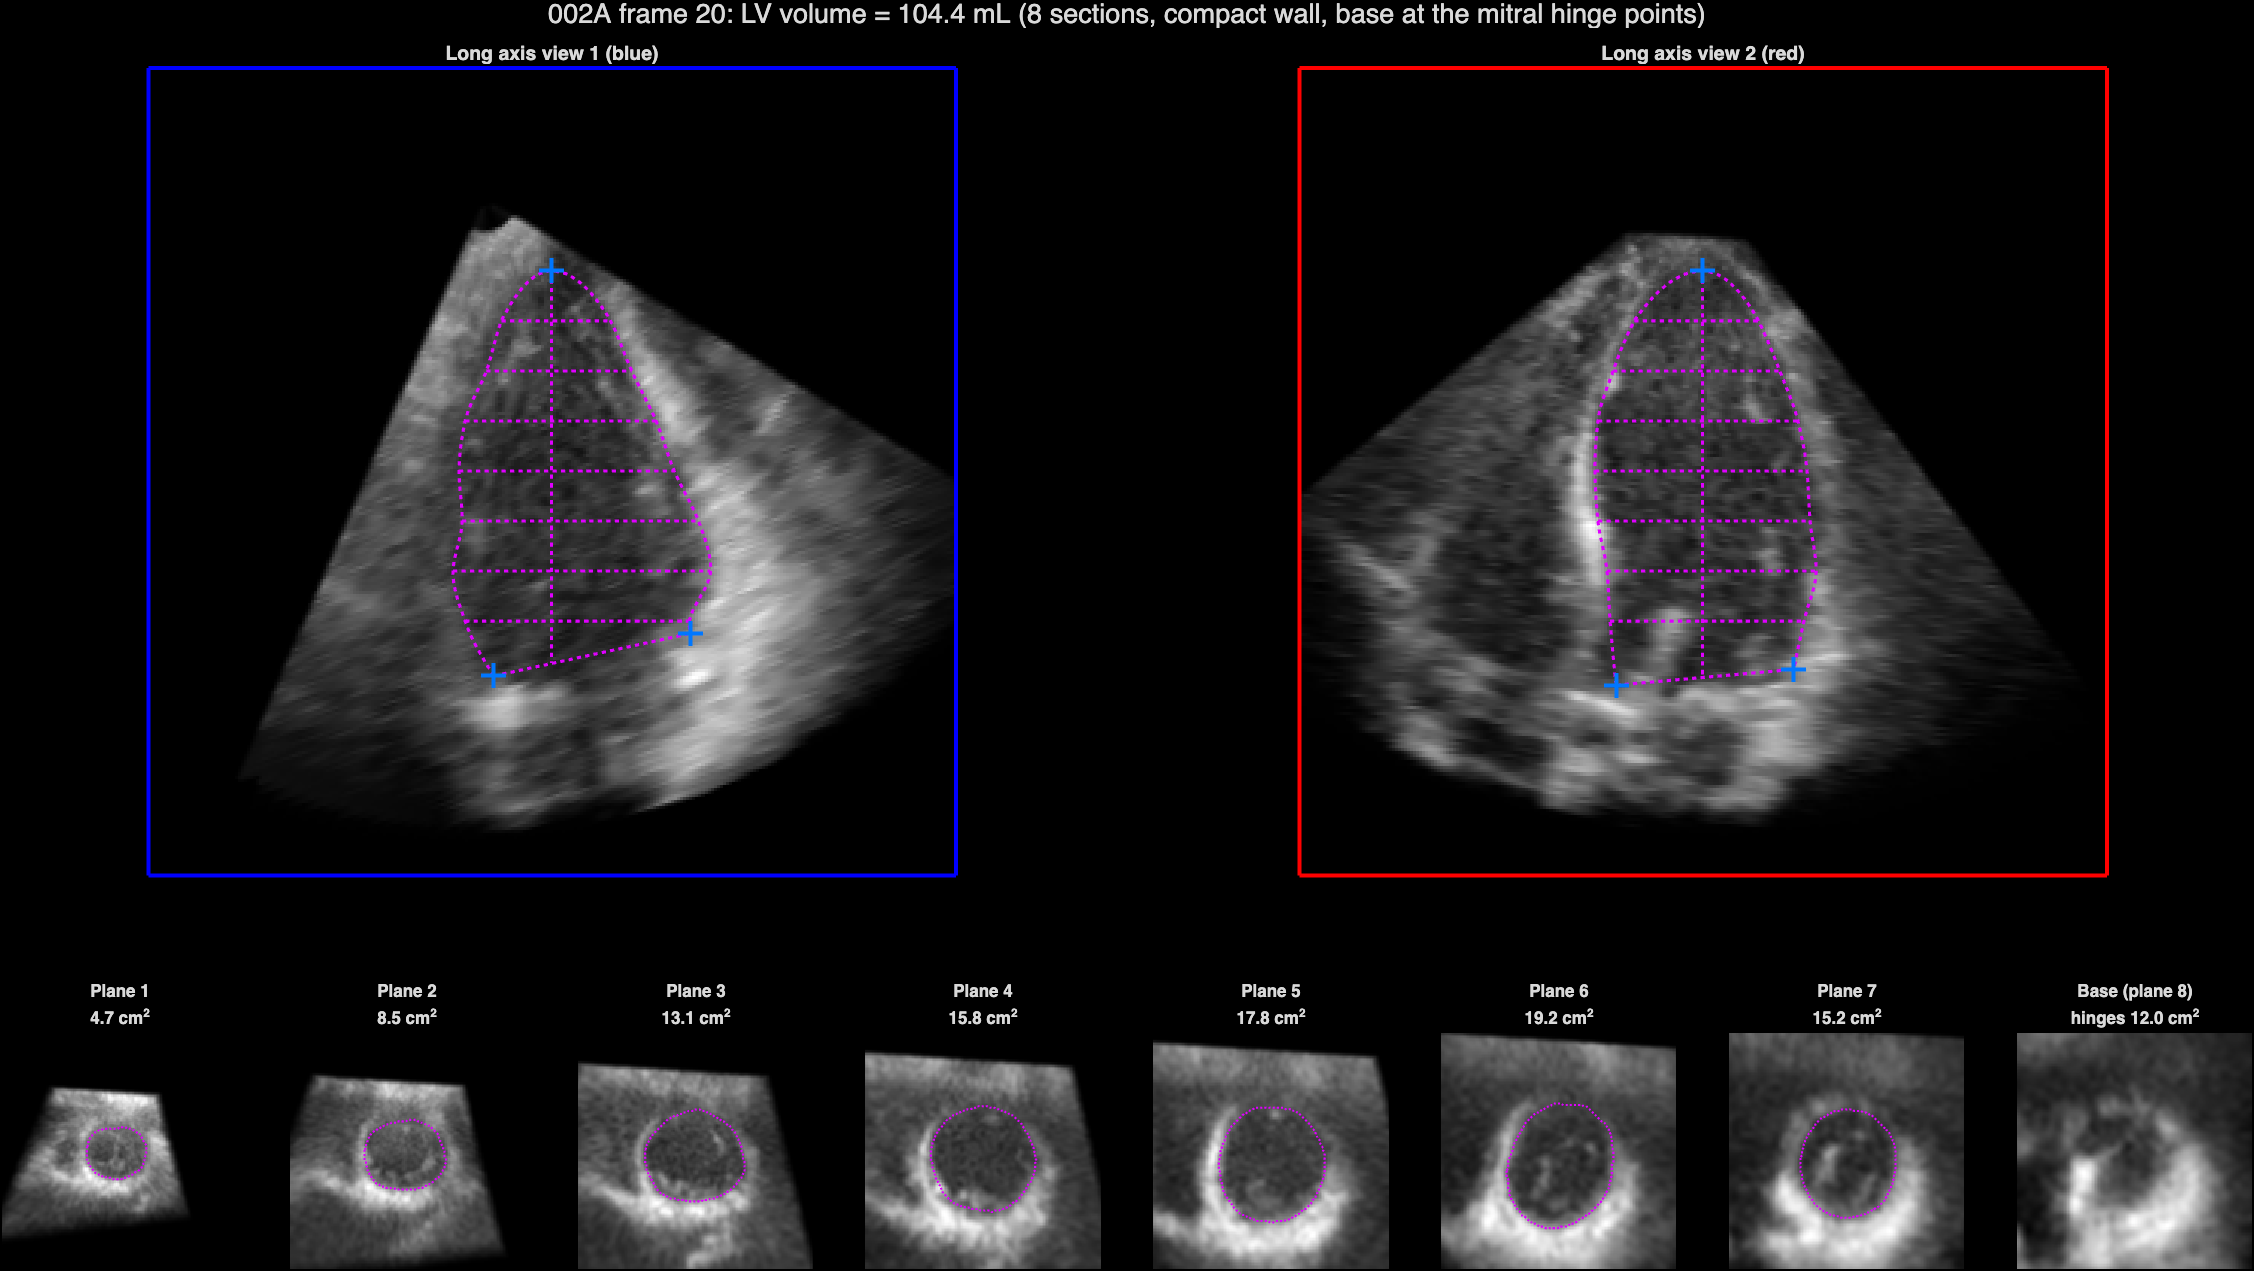 002A frame 20: LV volume = 104.4 mL (8 sections, compact wall, base at the mitral hinge points)
Long axis view 1 (blue)
Long axis view 2 (red)
Plane 1
4.7 cm²
Plane 2
8.5 cm²
Plane 3
13.1 cm²
Plane 4
15.8 cm²
Plane 5
17.8 cm²
Plane 6
19.2 cm²
Plane 7
15.2 cm²
Base (plane 8)
hinges 12.0 cm²